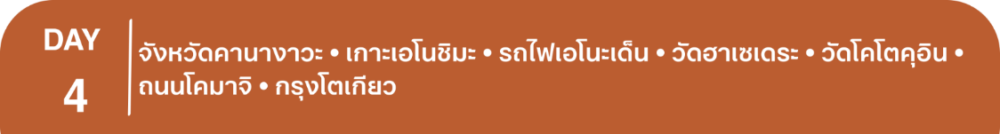 DAY
4
จังหวัดคานางาวะ • เกาะเอโนชิมะ • รถไฟเอโนะเด็น • วัดฮาเซเดระ • วัดโคโตคุอิน •
ถนนโคมาจิ • กรุงโตเกียว